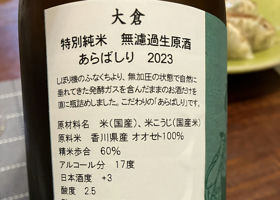 大倉
特別純米 無濾過生原酒
あらばしり 2023
しぼり機のふなくちより、無加圧の状態で自然に
垂れてきた発酵ガスを含んだままのお酒だけを
直に瓶詰めしました。こだわりの「あらばしり」です。
原材料名 米(国産)、米こうじ(国産米)
原料米 香川県産 オオセト100%
精米歩合 60%
アルコール分 17度
日本酒度 +3
酸度 2.5